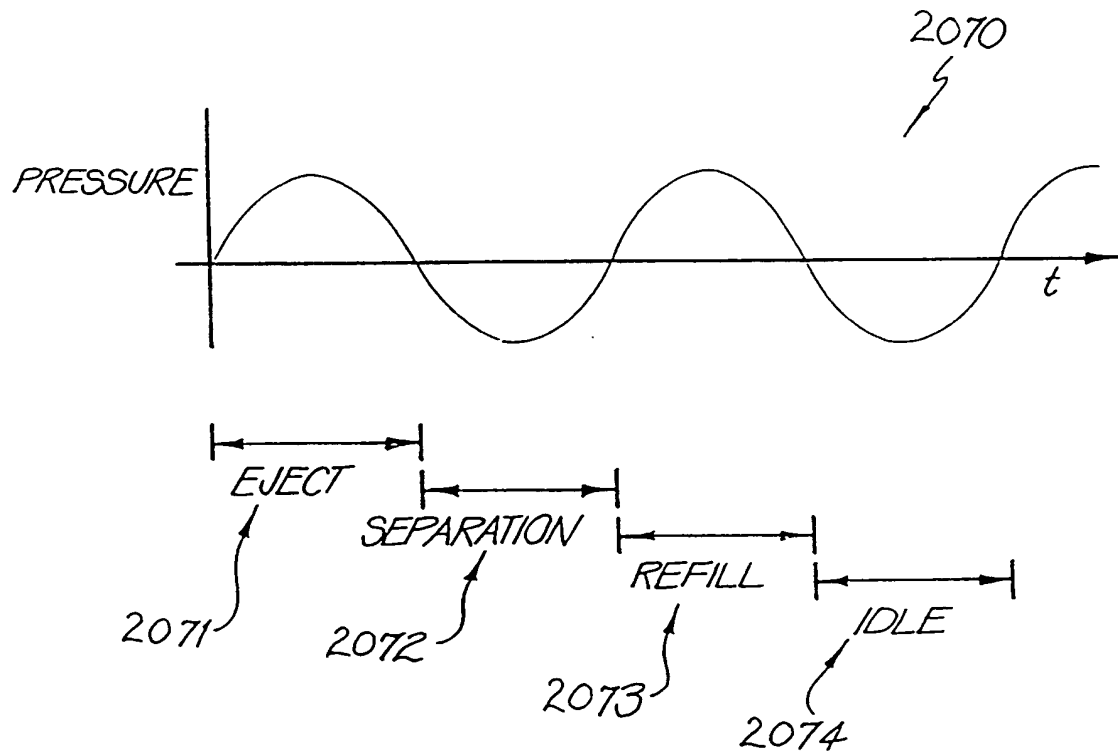 2070
PRESSURE
t
EJECT
SEPARATION
REFILL
IDLE
2071
2072
2073
2074